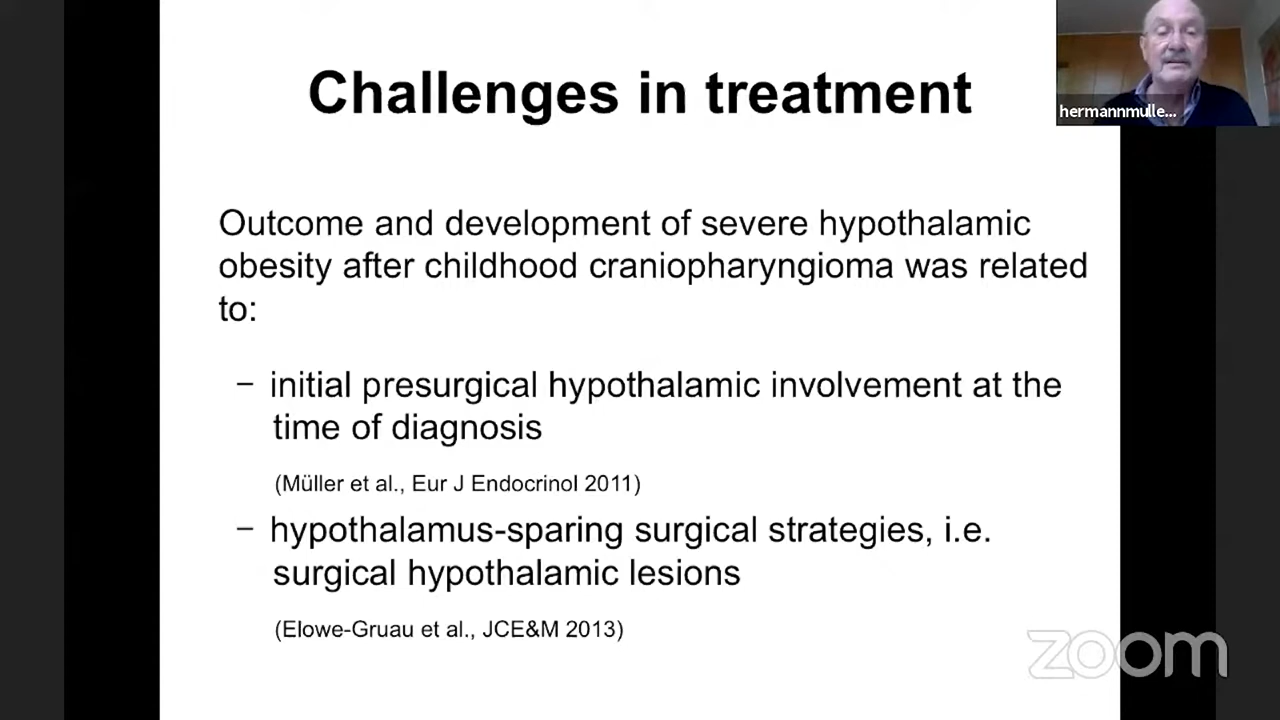 Challenges in treatment
hermannmulle...
Outcome and development of severe hypothalamic
obesity after childhood craniopharyngioma was related
to:
– initial presurgical hypothalamic involvement at the
time of diagnosis
(Müller et al., Eur J Endocrinol 2011)
– hypothalamus-sparing surgical strategies, i.e.
surgical hypothalamic lesions
(Elowe-Gruau et al., JCE&M 2013)
zoom